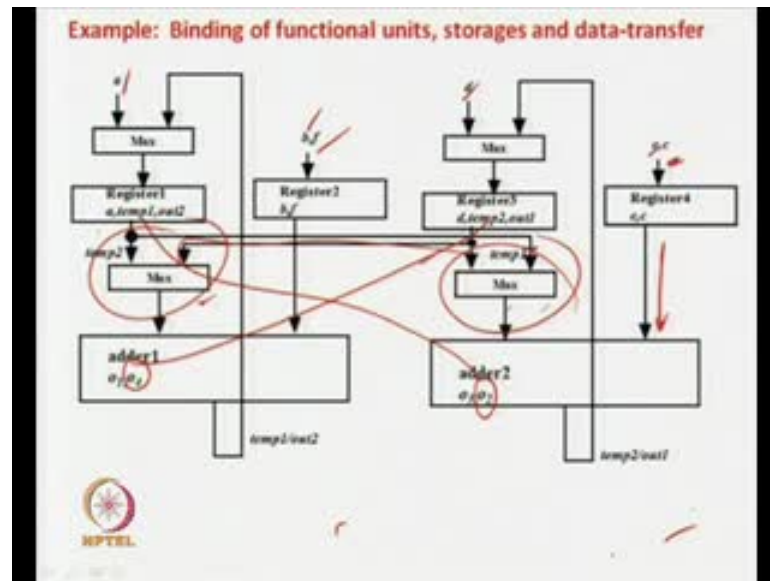 Example: Binding of functional units, storages and data-transfer
a
Mux
Register1
a,temp1,out2
b,f
Register2
b,f
d
Mux
Register3
d,temp2,out1
g,c
Register4
temp2
Mux
temp1
Mux
adder1
adder2
temp1/out2
temp2/out1
NPTEL